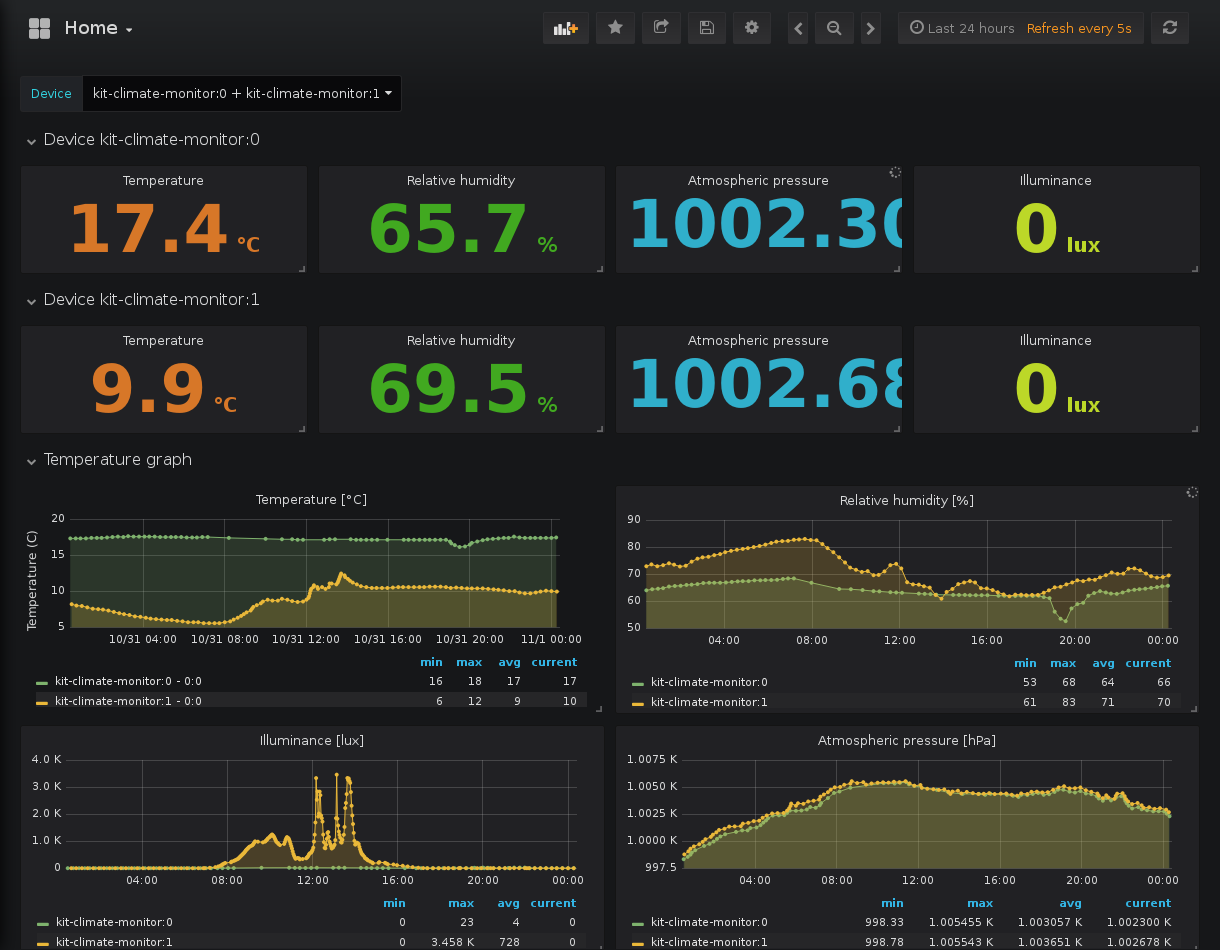 Home
Last 24 hours Refresh every 5s
Device kit-climate-monitor:0 + kit-climate-monitor:1
Device kit-climate-monitor:0
Temperature Relative humidity Atmospheric pressure Illuminance
17.4 °C 65.7 % 1002.30 0 lux
Device kit-climate-monitor:1
Temperature Relative humidity Atmospheric pressure Illuminance
9.9 °C 69.5 % 1002.68 0 lux
Temperature graph
Temperature [°C]
Temperature (C)
20
15
10
5
10/31 04:00 10/31 08:00 10/31 12:00 10/31 16:00 10/31 20:00 11/1 00:00
min max avg current
kit-climate-monitor:0 - 0:0 16 18 17 17
kit-climate-monitor:1 - 0:0 6 12 9 10
Relative humidity [%]
90
80
70
60
50
04:00 08:00 12:00 16:00 20:00 00:00
min max avg current
kit-climate-monitor:0 53 68 64 66
kit-climate-monitor:1 61 83 71 70
Illuminance [lux]
4.0 K
3.0 K
2.0 K
1.0 K
0
04:00 08:00 12:00 16:00 20:00 00:00
min max avg current
kit-climate-monitor:0 0 23 4 0
kit-climate-monitor:1 0 3.458 K 728 0
Atmospheric pressure [hPa]
1.0075 K
1.0050 K
1.0025 K
1.0000 K
997.5
04:00 08:00 12:00 16:00 20:00 00:00
min max avg current
kit-climate-monitor:0 998.33 1.005455 K 1.003057 K 1.002300 K
kit-climate-monitor:1 998.78 1.005543 K 1.003651 K 1.002678 K